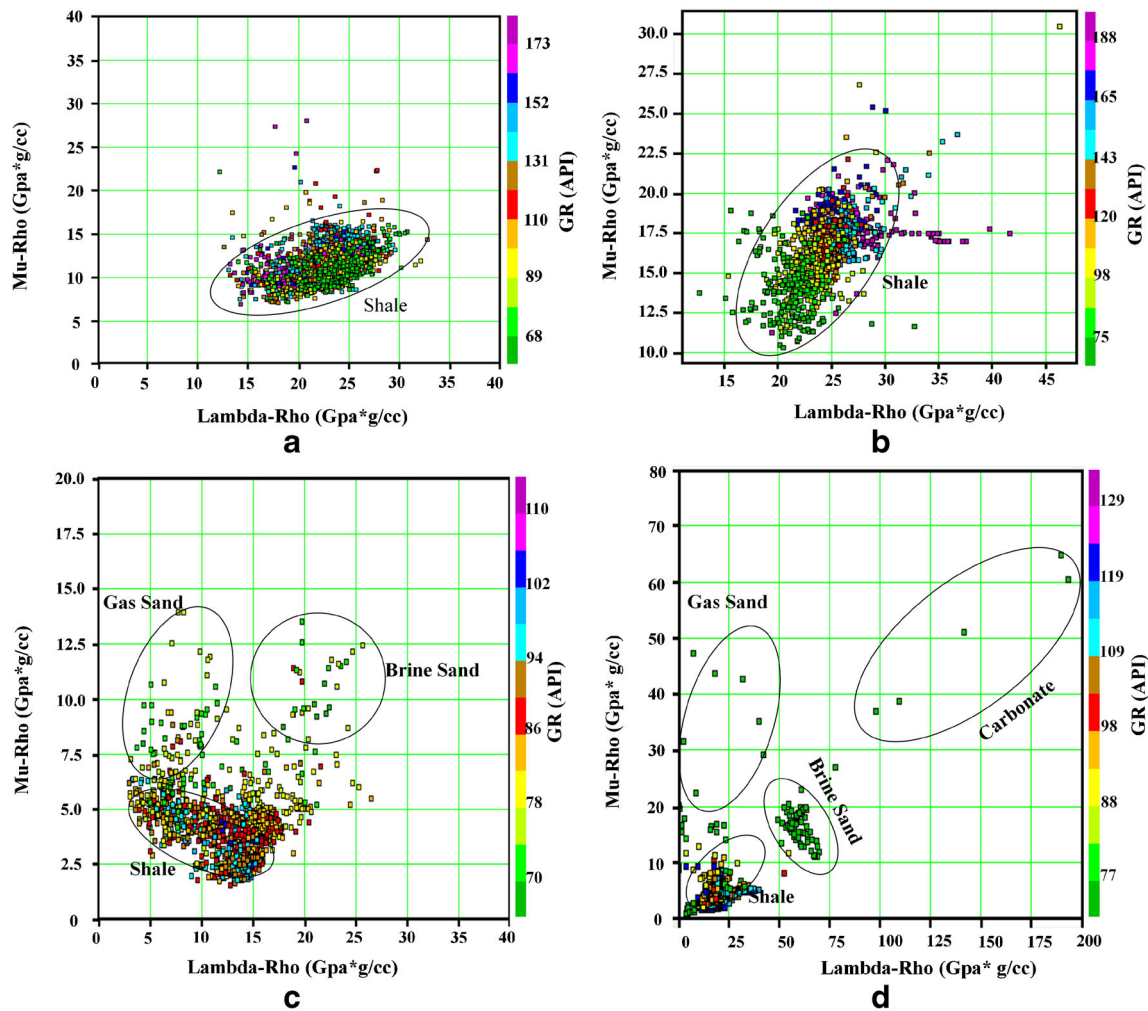 40
35
30
25
20
15
10
5
0
0 5 10 15 20 25 30 35 40
Mu-Rho (Gpa*g/cc)
Lambda-Rho (Gpa*g/cc)
Shale
173
152
131
110
89
68
GR (API)
a
30.0
27.5
25.0
22.5
20.0
17.5
15.0
12.5
10.0
15 20 25 30 35 40 45
Mu-Rho (Gpa*g/cc)
Lambda-Rho (Gpa*g/cc)
Shale
188
165
143
120
98
75
GR (API)
b
20.0
17.5
15.0
12.5
10.0
7.5
5.0
2.5
0
0 5 10 15 20 25 30 35 40
Mu-Rho (Gpa*g/cc)
Lambda-Rho (Gpa*g/cc)
Gas Sand
Brine Sand
Shale
110
102
94
86
78
70
GR (API)
c
80
70
60
50
40
30
20
10
0
0 25 50 75 100 125 150 175 200
Mu-Rho (Gpa* g/cc)
Lambda-Rho (Gpa* g/cc)
Gas Sand
Carbonate
Brine Sand
Shale
129
119
109
98
88
77
GR (API)
d